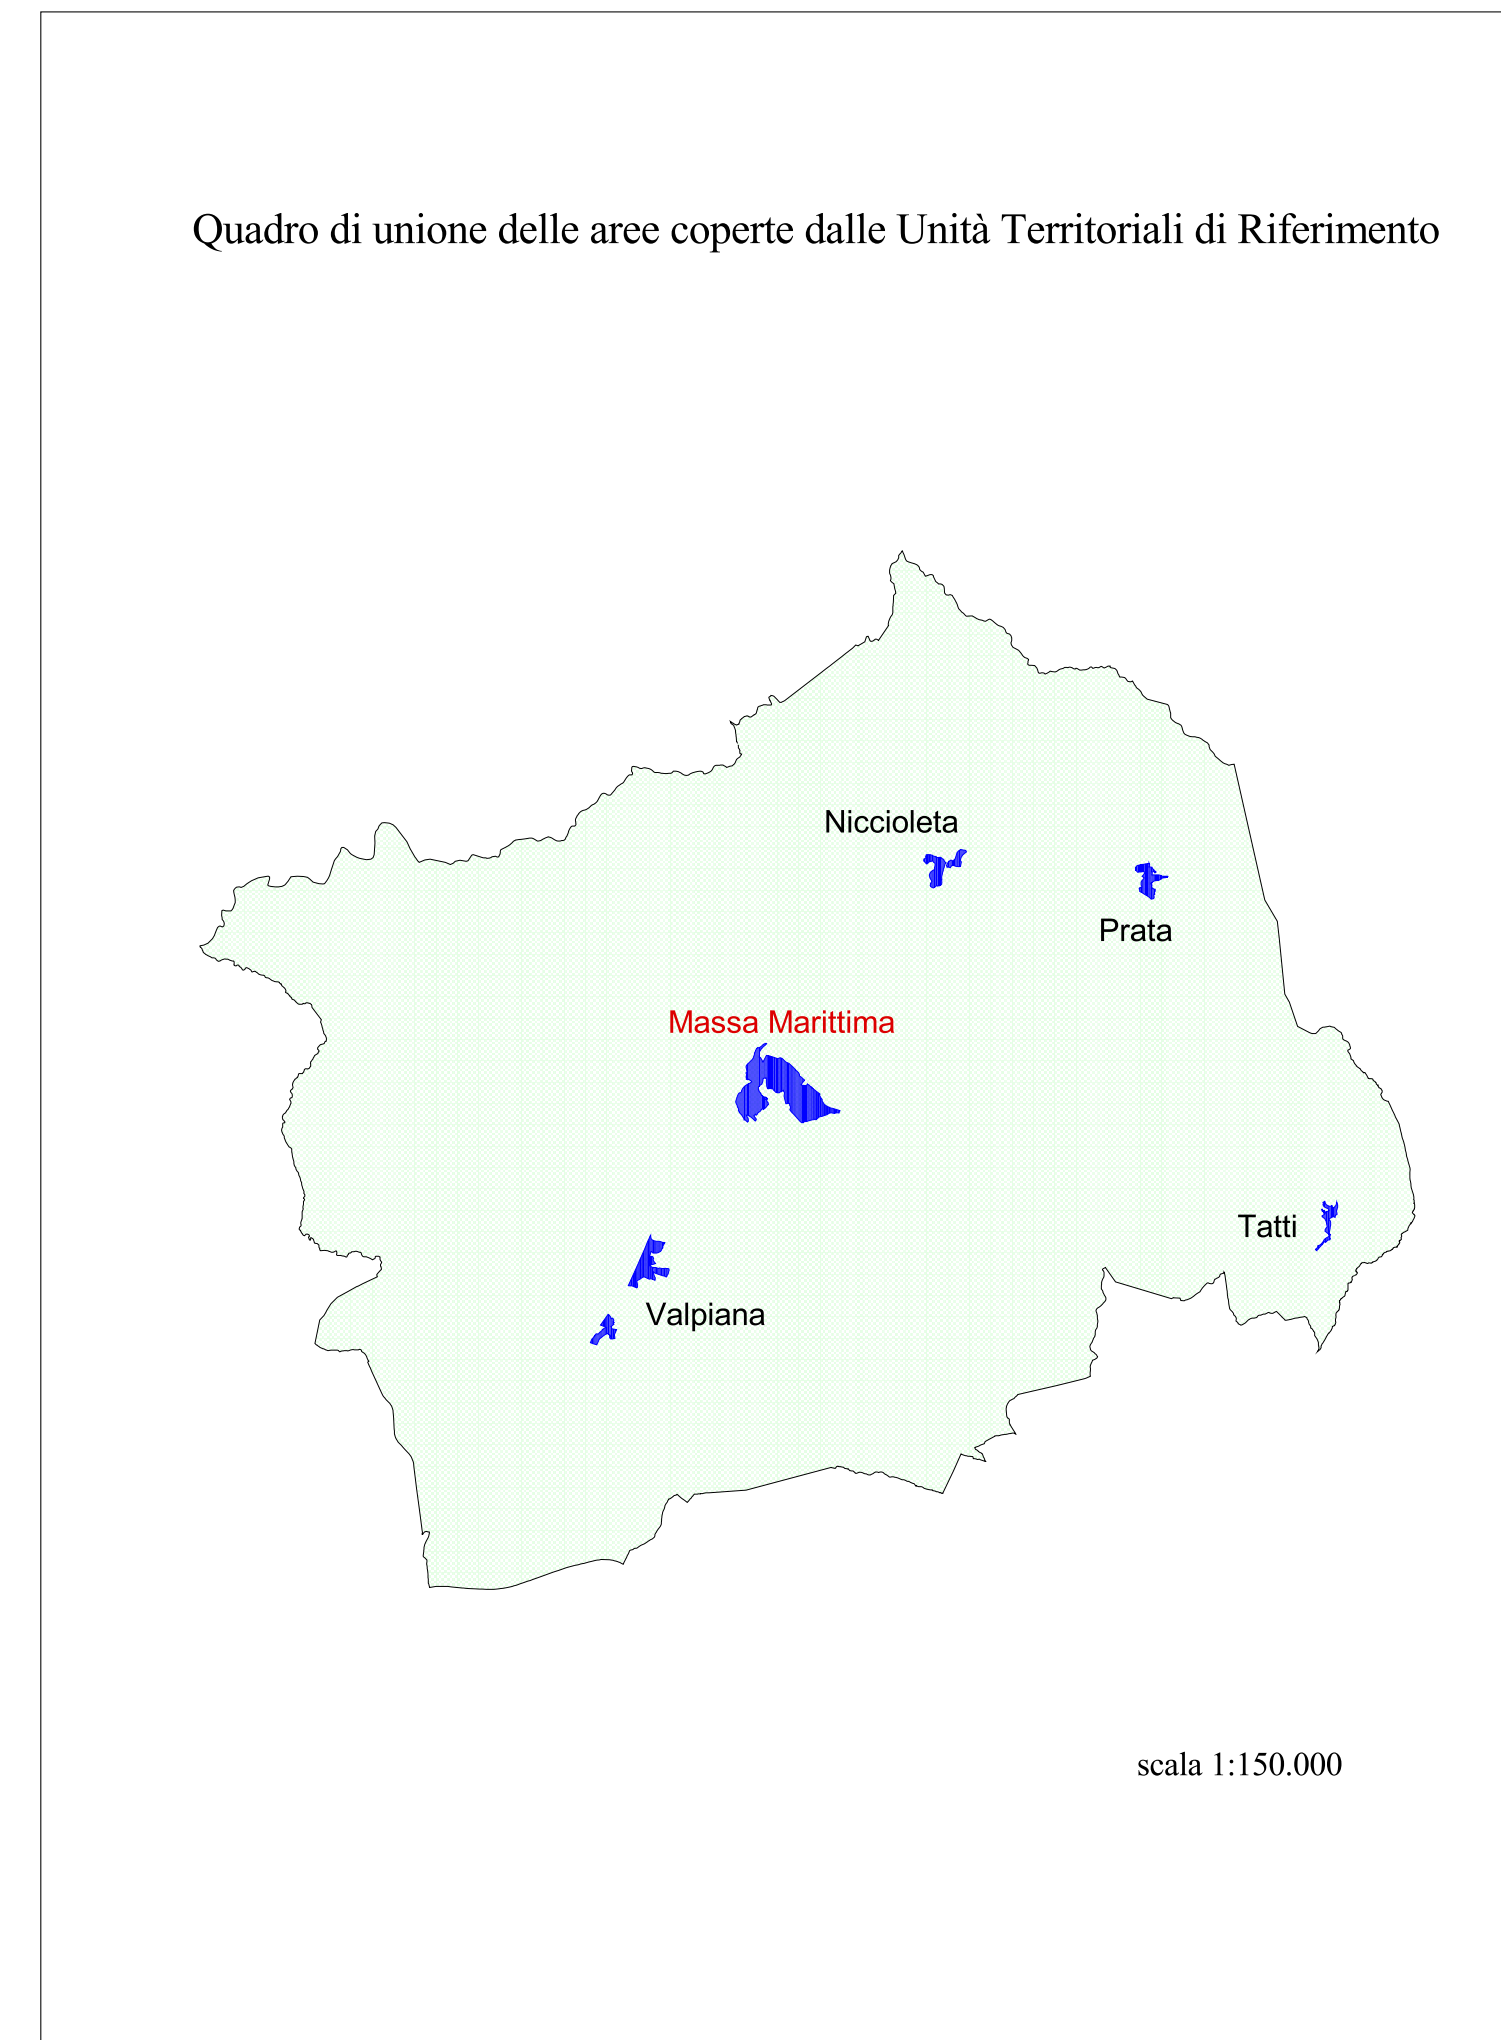 Quadro di unione delle aree coperte dalle Unità Territoriali di Riferimento
Niccioleta
Prata
Massa Marittima
Tatti
Valpiana
scala 1:150.000